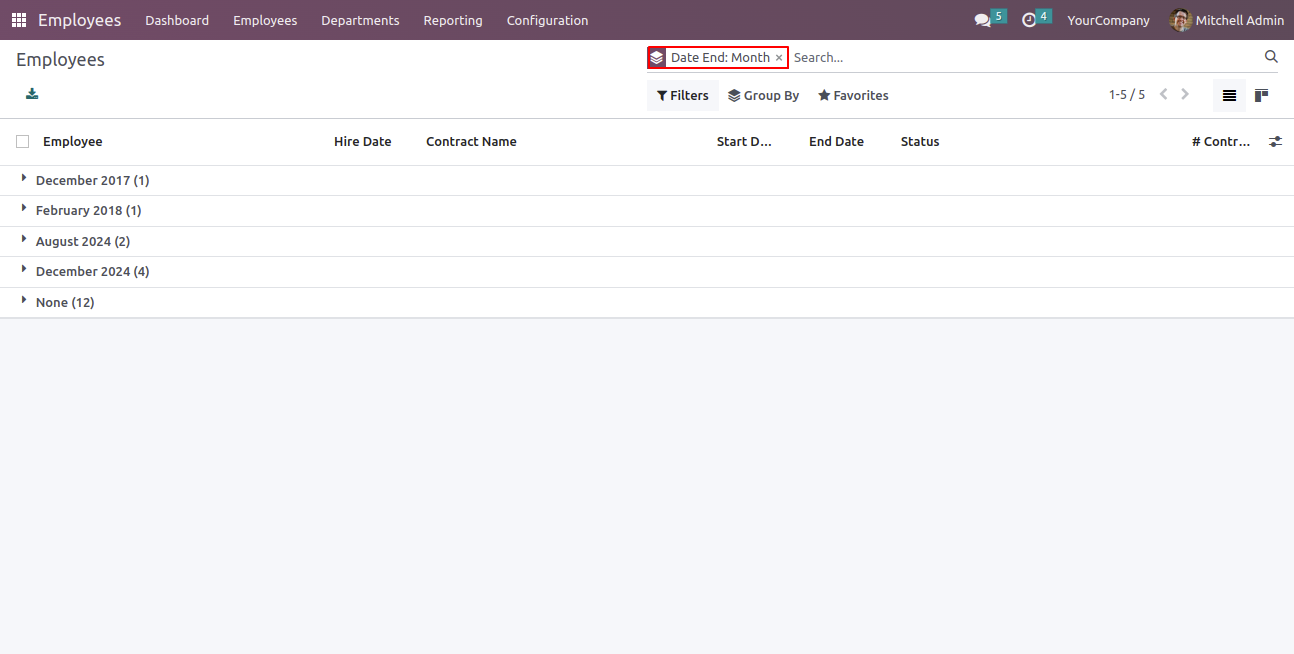 Employees Dashboard Employees Departments Reporting Configuration 5 4 YourCompany Mitchell Admin
Employees Date End: Month × Search...
Filters Group By Favorites 1-5 / 5
Employee Hire Date Contract Name Start D... End Date Status # Contr...
December 2017 (1)
February 2018 (1)
August 2024 (2)
December 2024 (4)
None (12)